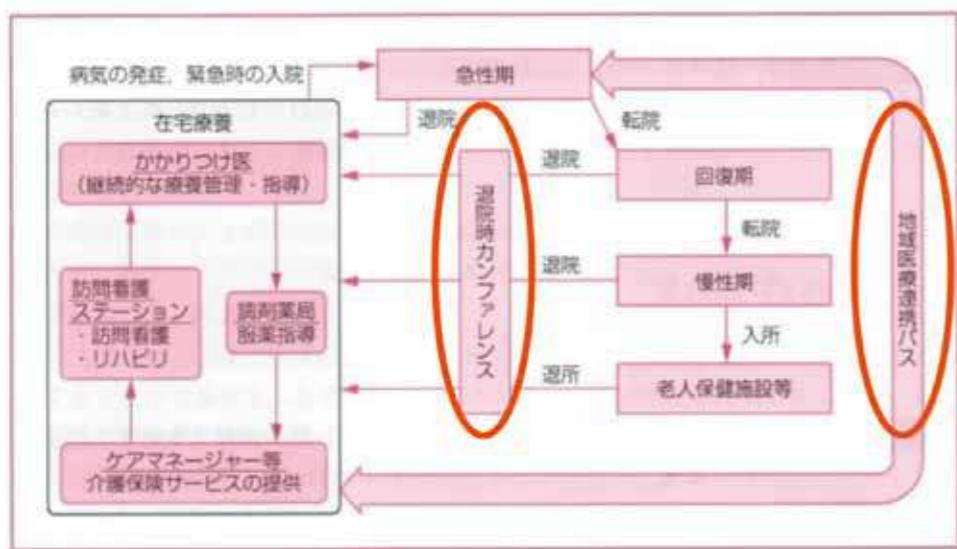 病気の発症，緊急時の入院
急性期
在宅療養
退院
転院
かかりつけ医
（継続的な療養管理・指導）
退院
回復期
退院時カンファレンス
地域医療連携パス
転院
訪問看護
ステーション
・訪問看護
・リハビリ
調剤薬局
服薬指導
退院
慢性期
入所
退所
老人保健施設等
ケアマネージャー等
介護保険サービスの提供